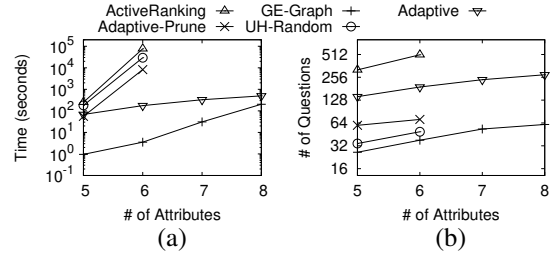 ActiveRanking GE-Graph Adaptive
Adaptive-Prune UH-Random
Time (seconds)
10^5
10^4
10^3
10^2
10^1
10^0
10^-1
5 6 7 8
# of Attributes
(a)
# of Questions
512
256
128
64
32
16
5 6 7 8
# of Attributes
(b)